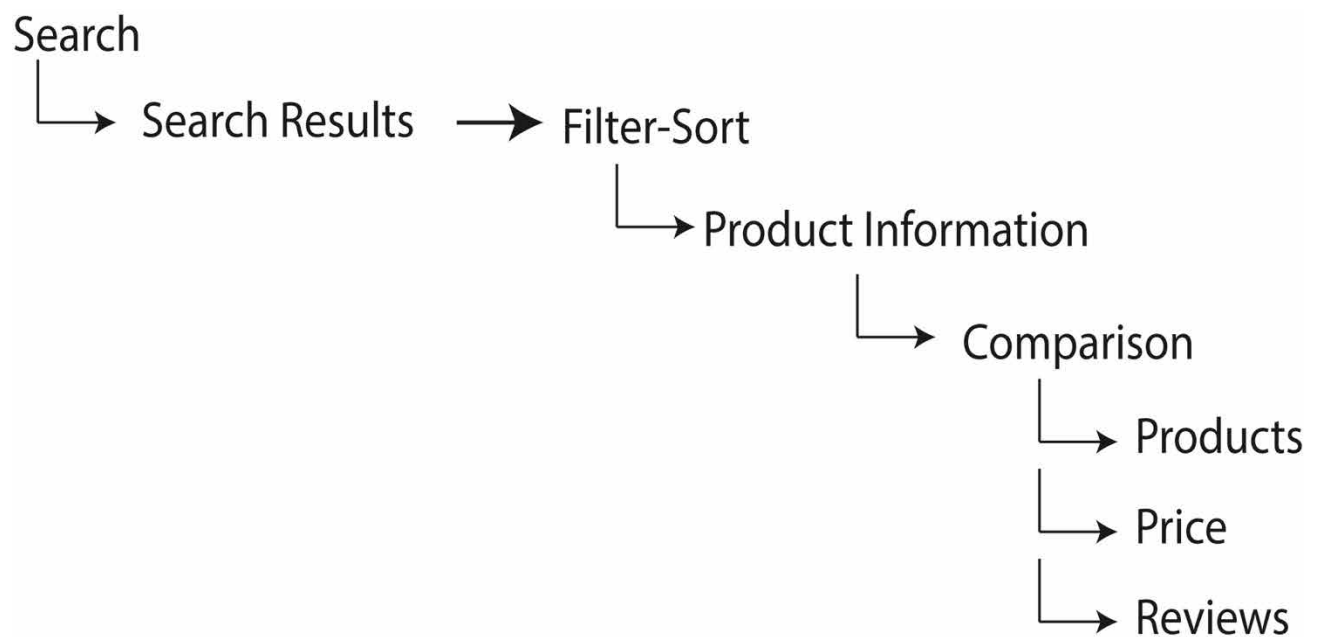 Search
Search Results
Filter-Sort
Product Information
Comparison
Products
Price
Reviews